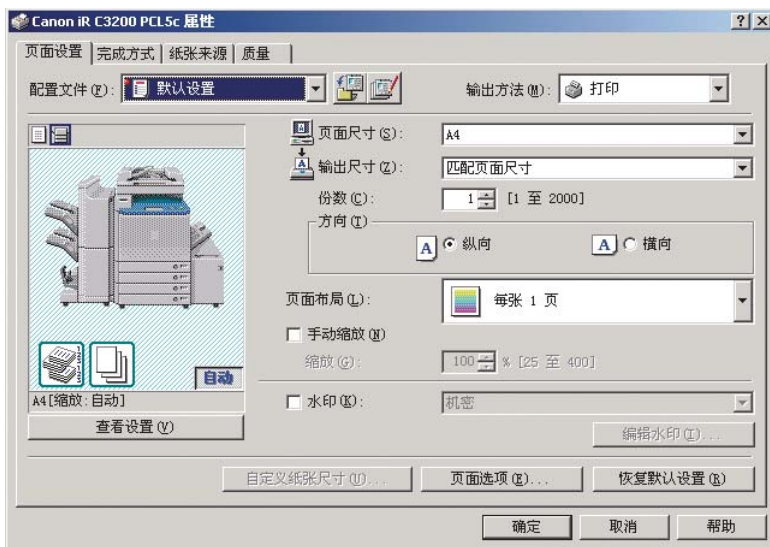 Canon iR C3200 PCL5c 属性
页面设置 完成方式 纸张来源 质量
配置文件(F): 默认设置 输出方法(M): 打印
页面尺寸(S): A4
输出尺寸(Z): 匹配页面尺寸
份数(C): 1 [1 至 2000]
方向(T)
A 纵向 A 横向
页面布局(L): 每张 1 页
手动缩放(N)
缩放(G): 100 % [25 至 400]
自动
A4[缩放:自动]
水印(K): 机密
查看设置(V)
编辑水印(I)...
自定义纸张尺寸(U)... 页面选项(E)... 恢复默认设置(R)
确定 取消 帮助